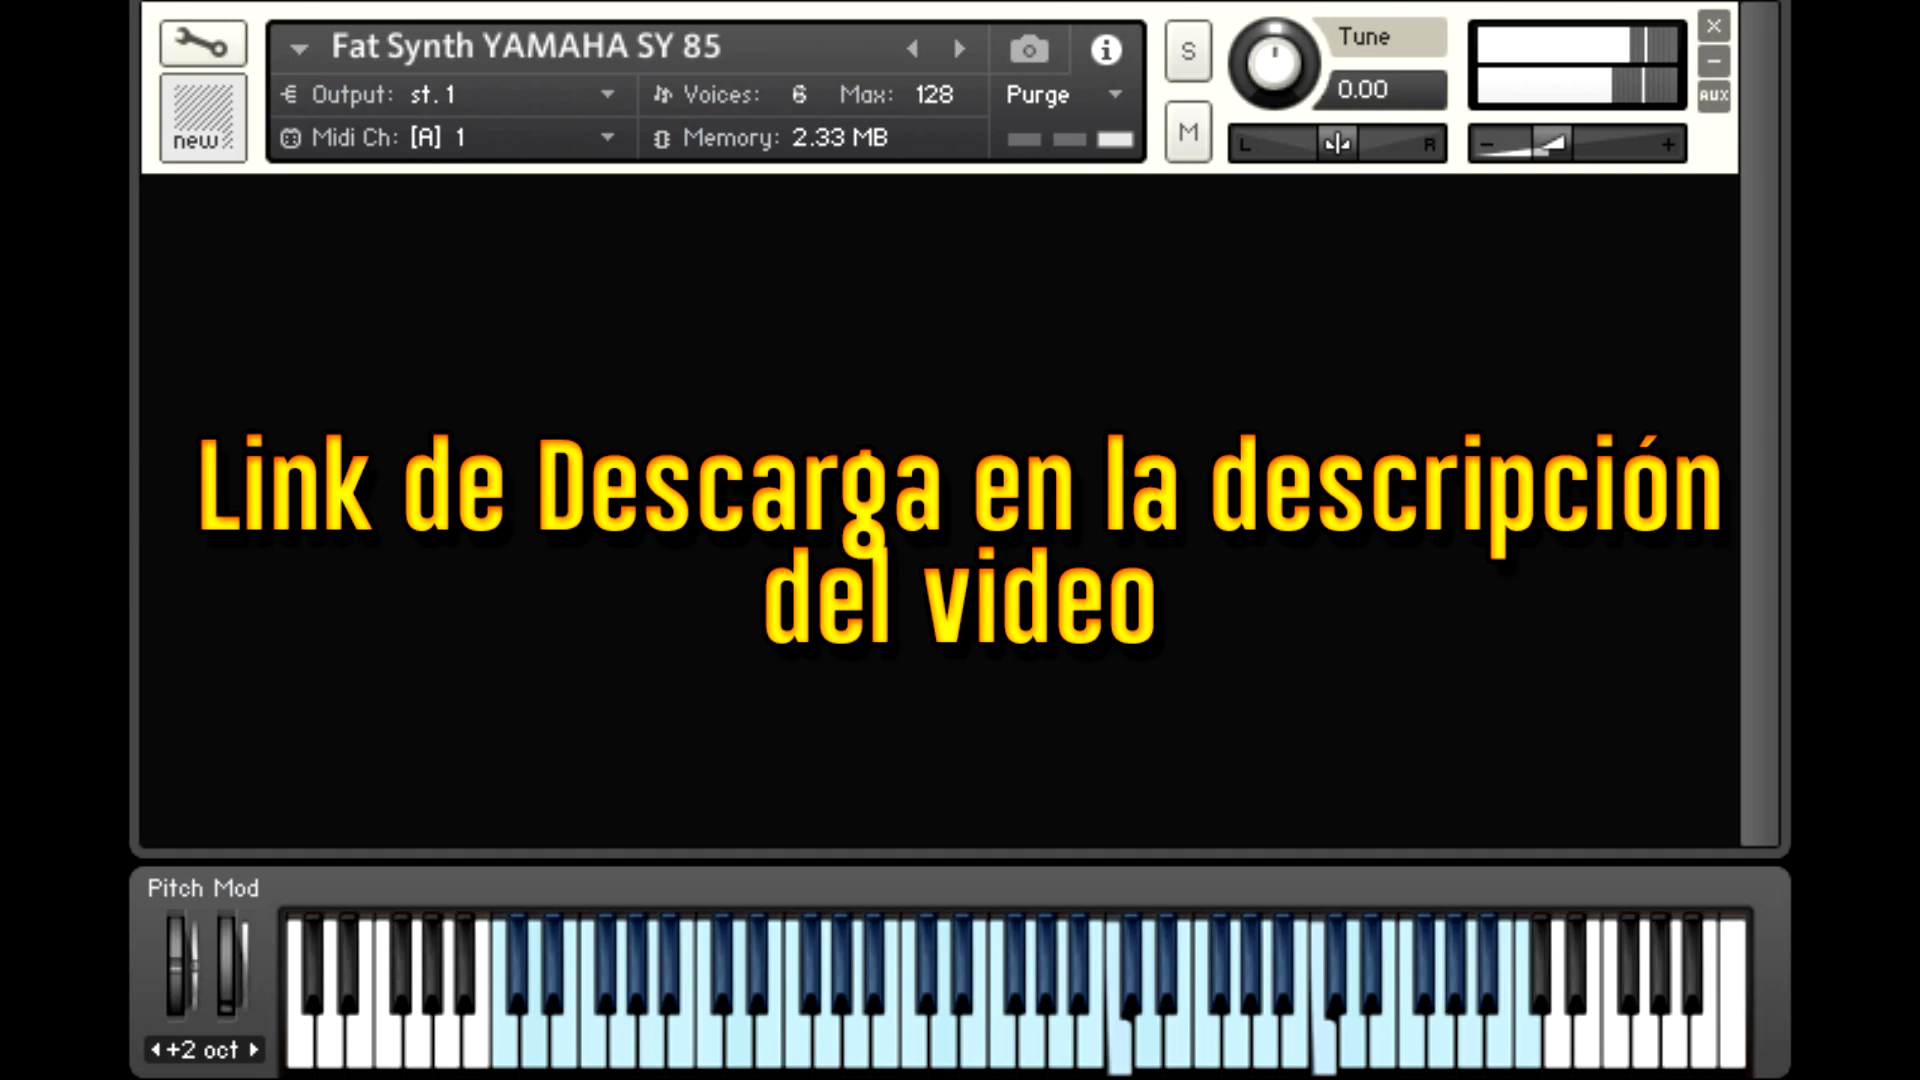 Fat Synth YAMAHA SY 85
Output: st. 1
Voices: 6 Max: 128
Purge
Midi Ch: [A] 1
Memory: 2.33 MB
new
S
M
Tune
0.00
L
R
-
+
X
-
AUX
Link de Descarga en la descripción
del video
Pitch Mod
+2 oct